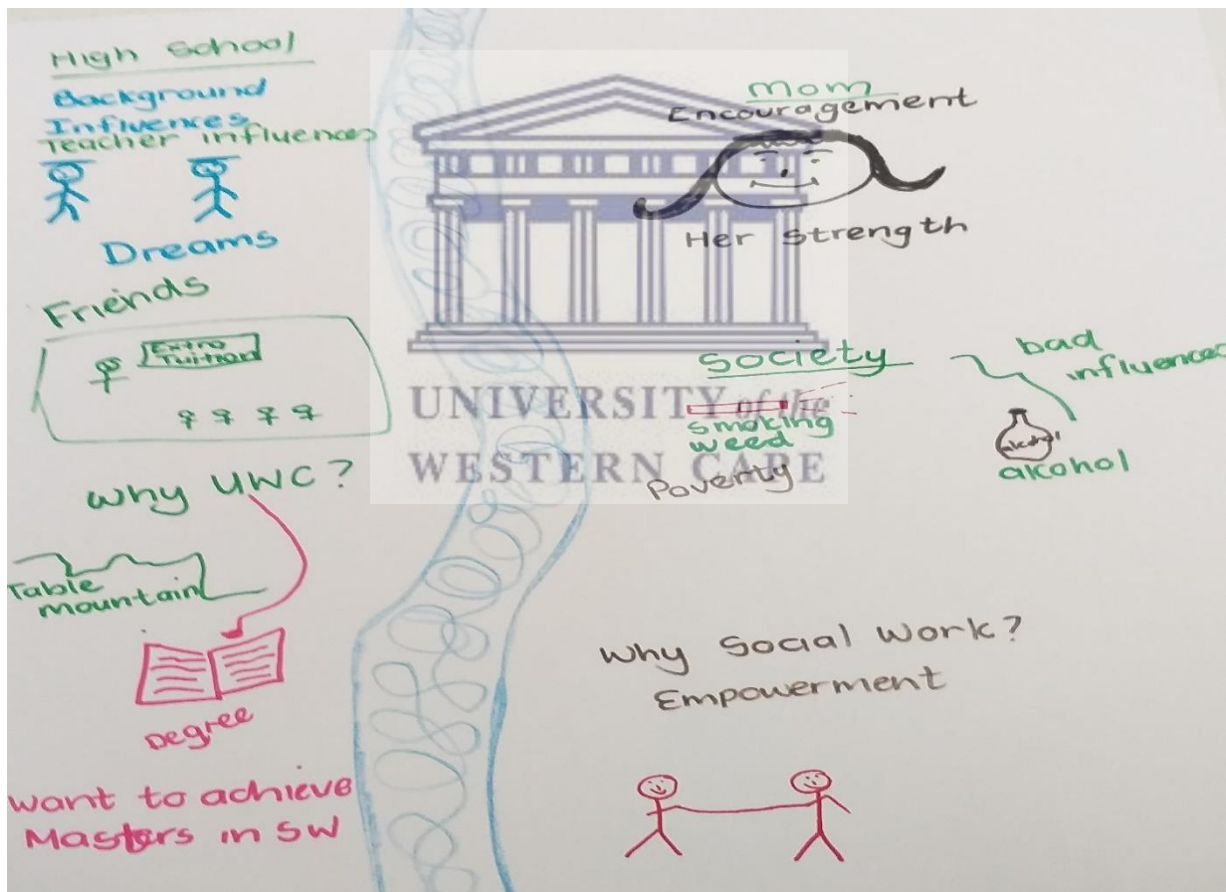 High School
Background
Influences
Teacher influences
Dreams
Friends
Extra
Tuition
Why UWC?
Table
mountain
Degree
want to achieve
Masters in SW
Mom
Encouragement
Her strength
Society
smoking
weed
Poverty
bad
influences
alcohol
alcohol
Why Social Work?
Empowerment
UNIVERSITY of the
WESTERN CAPE